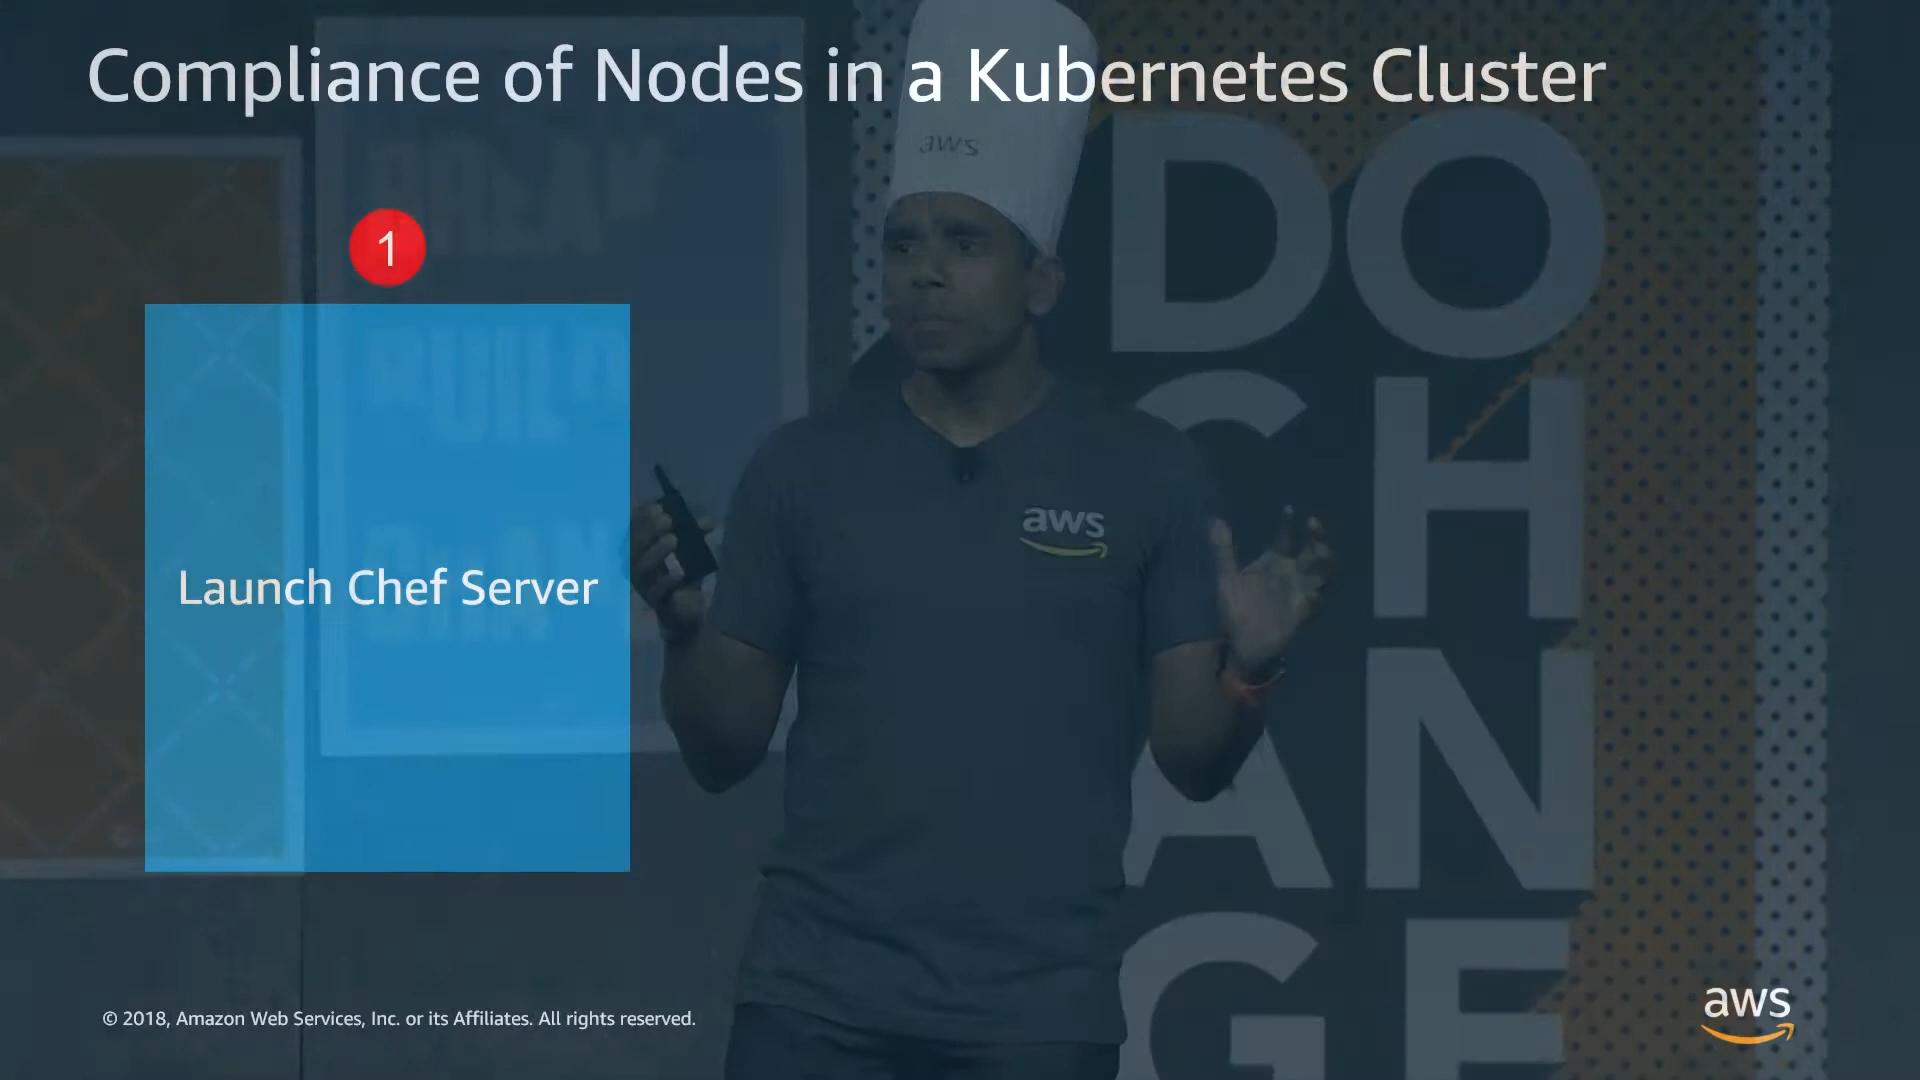 Compliance of Nodes in a Kubernetes Cluster
aws
DO
CH
AN
GE
1
aws
Launch Chef Server
© 2018, Amazon Web Services, Inc. or its Affiliates. All rights reserved.
aws